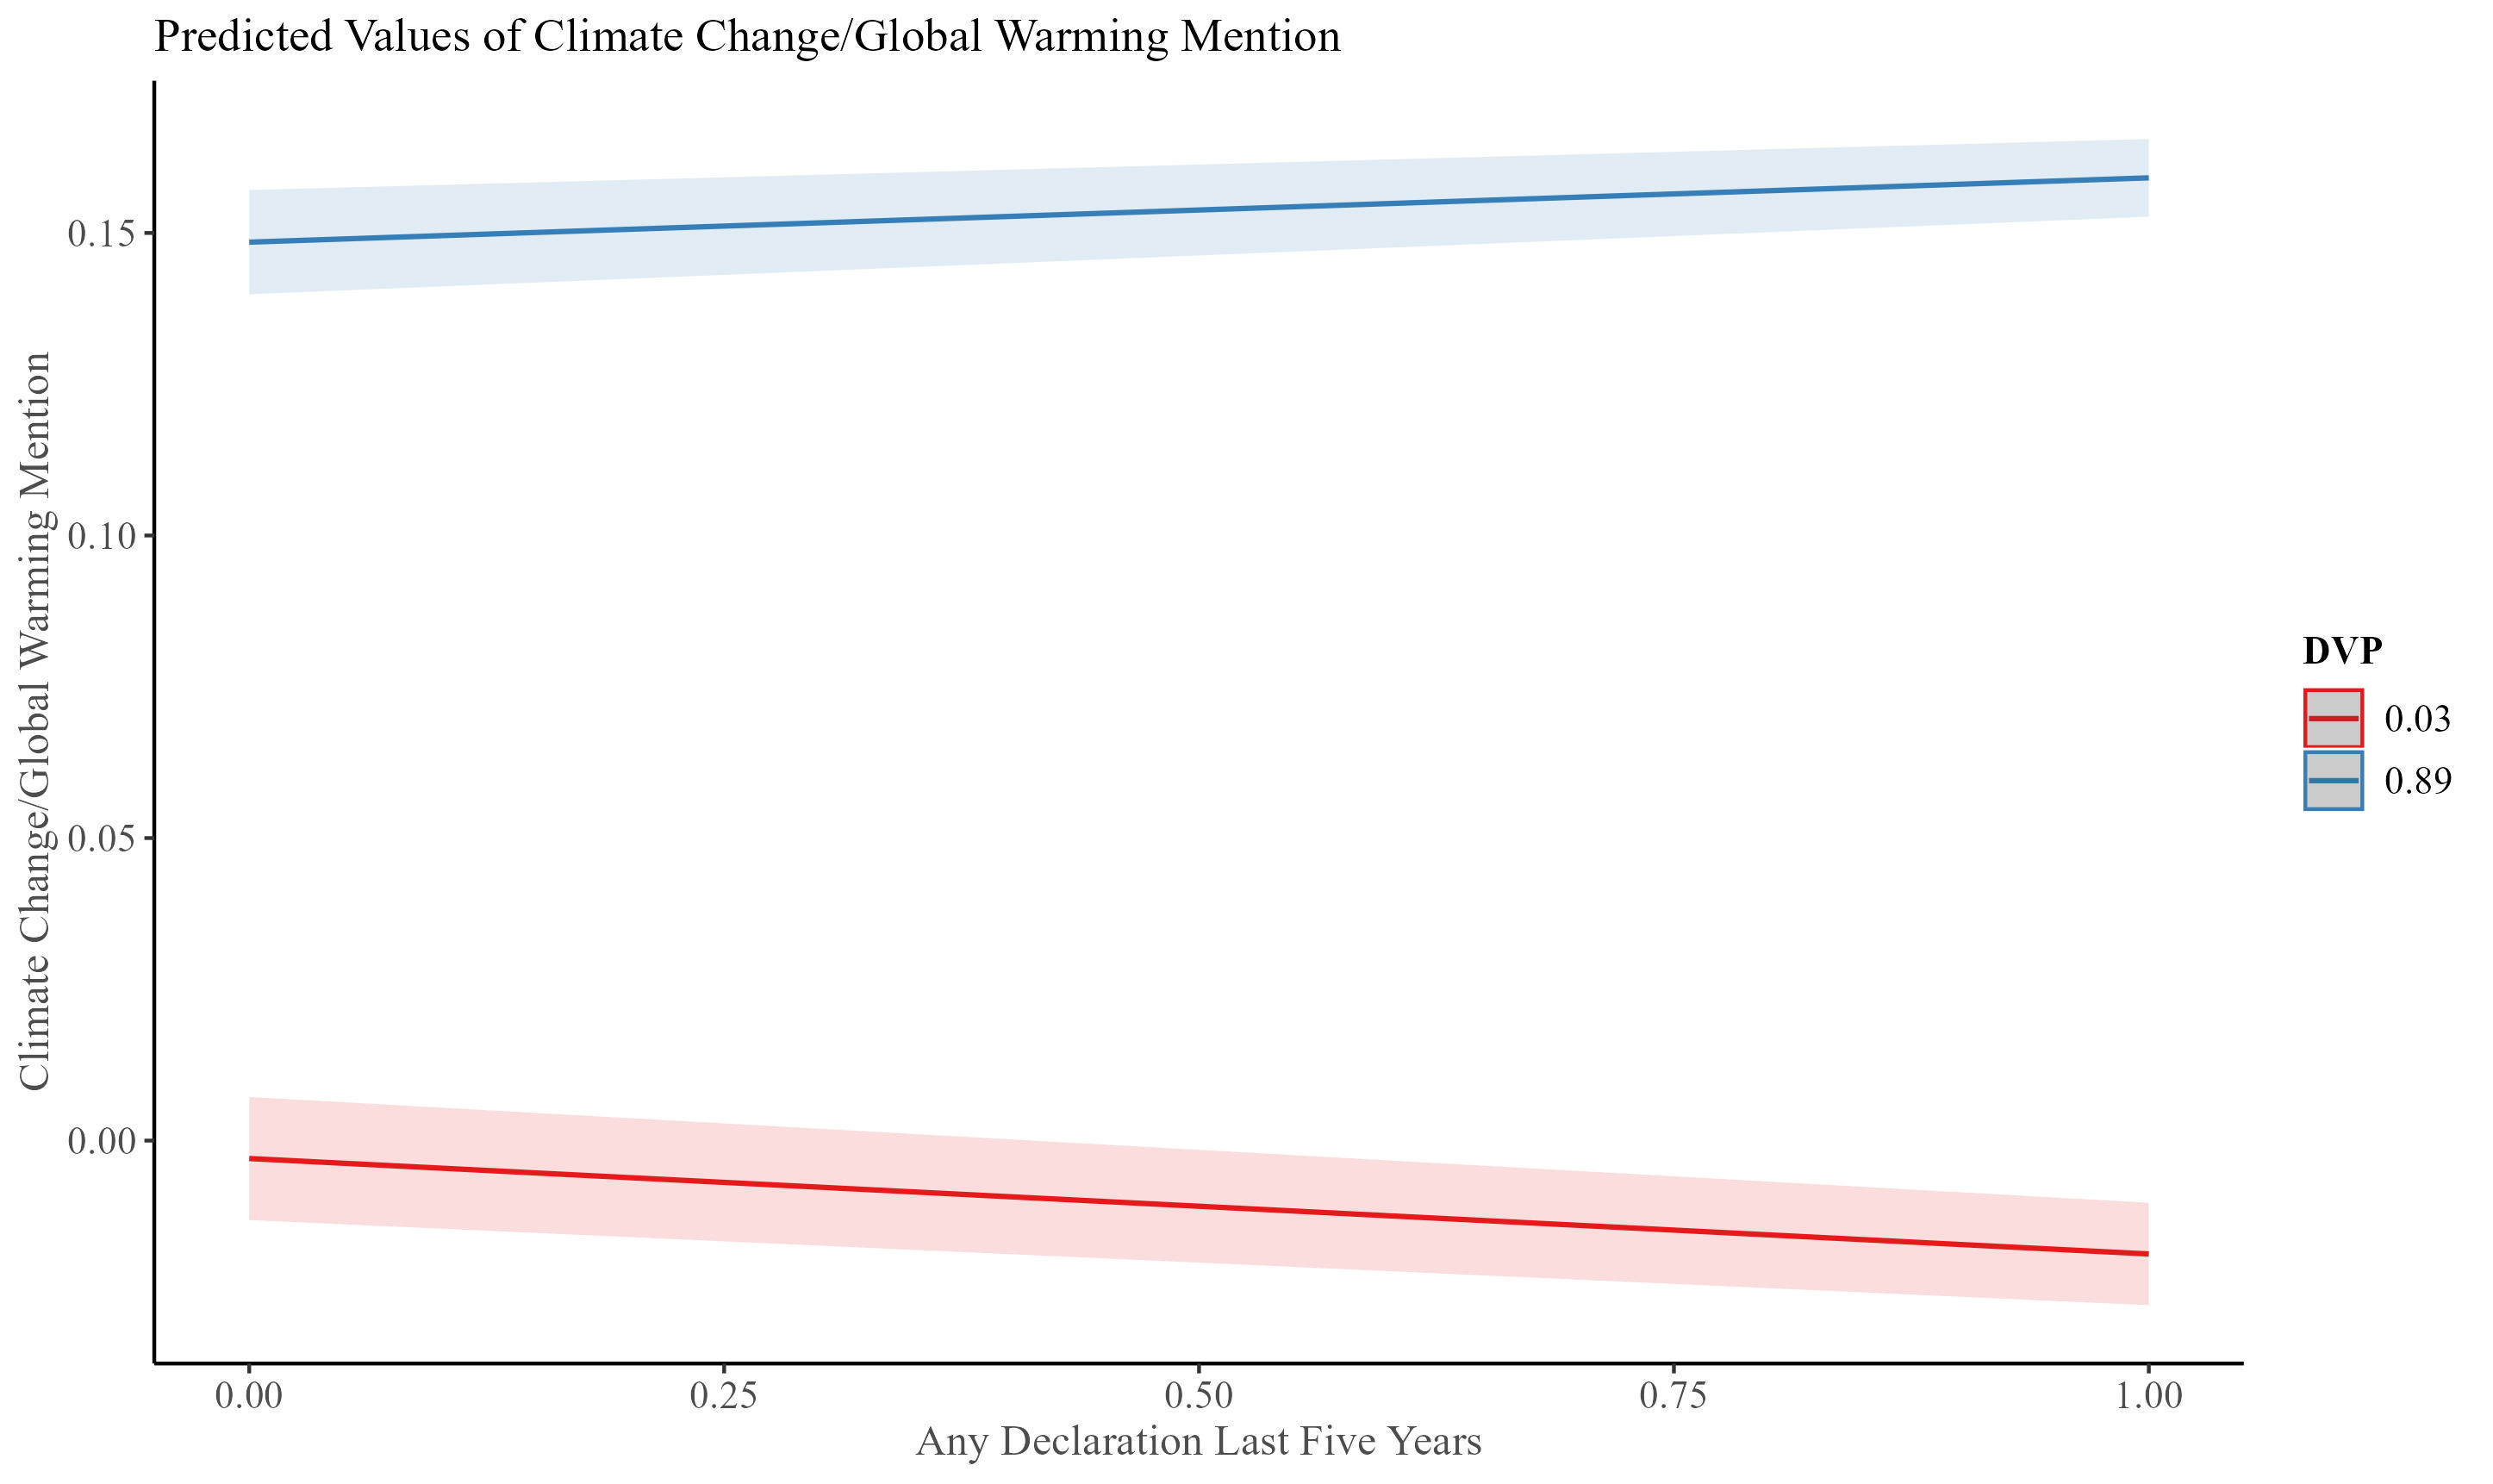 Predicted Values of Climate Change/Global Warming Mention
Climate Change/Global Warming Mention
0.15
0.10
0.05
0.00
0.00
0.25
0.50
0.75
1.00
Any Declaration Last Five Years
DVP
0.03
0.89